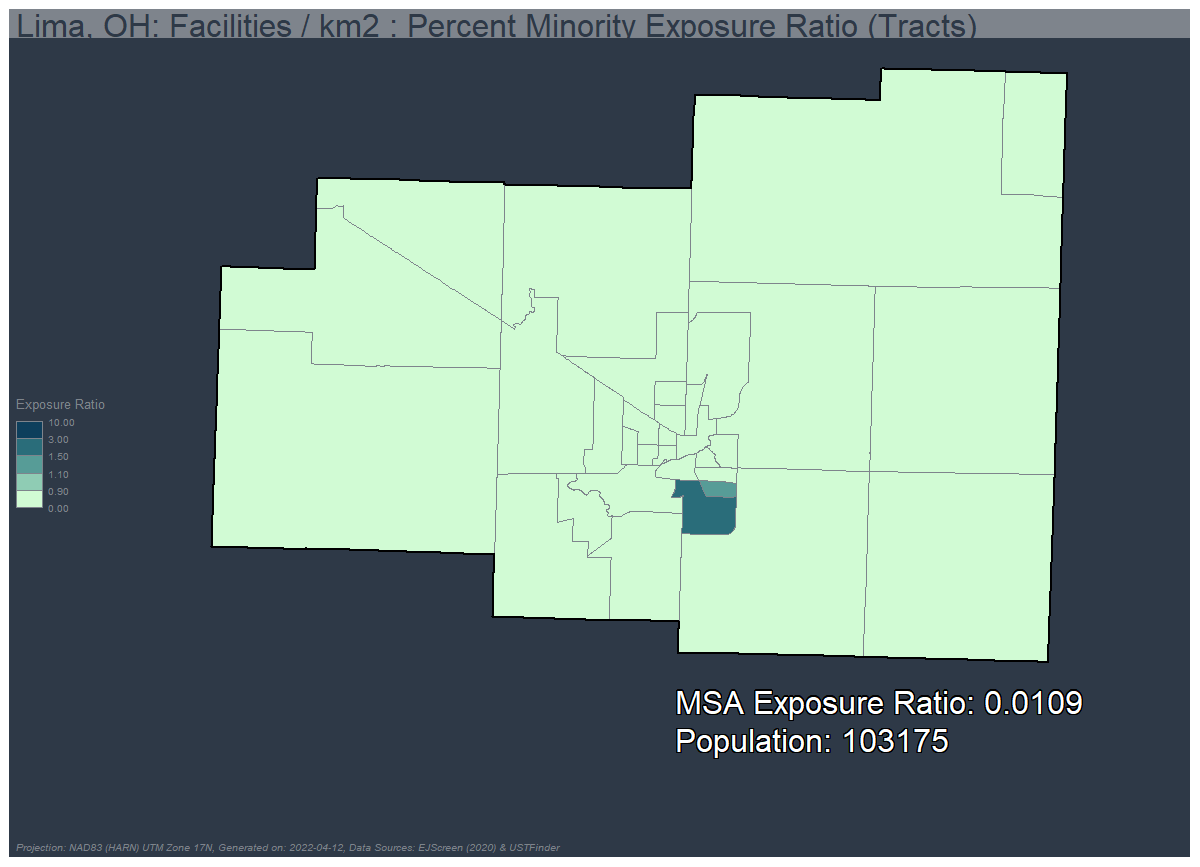 Lima, OH: Facilities / km2 : Percent Minority Exposure Ratio (Tracts)
Exposure Ratio
10.00
3.00
1.50
1.10
0.90
0.00
MSA Exposure Ratio: 0.0109
Population: 103175
Projection: NAD83 (HARN) UTM Zone 17N, Generated on: 2022-04-12, Data Sources: EJScreen (2020) & USTFinder